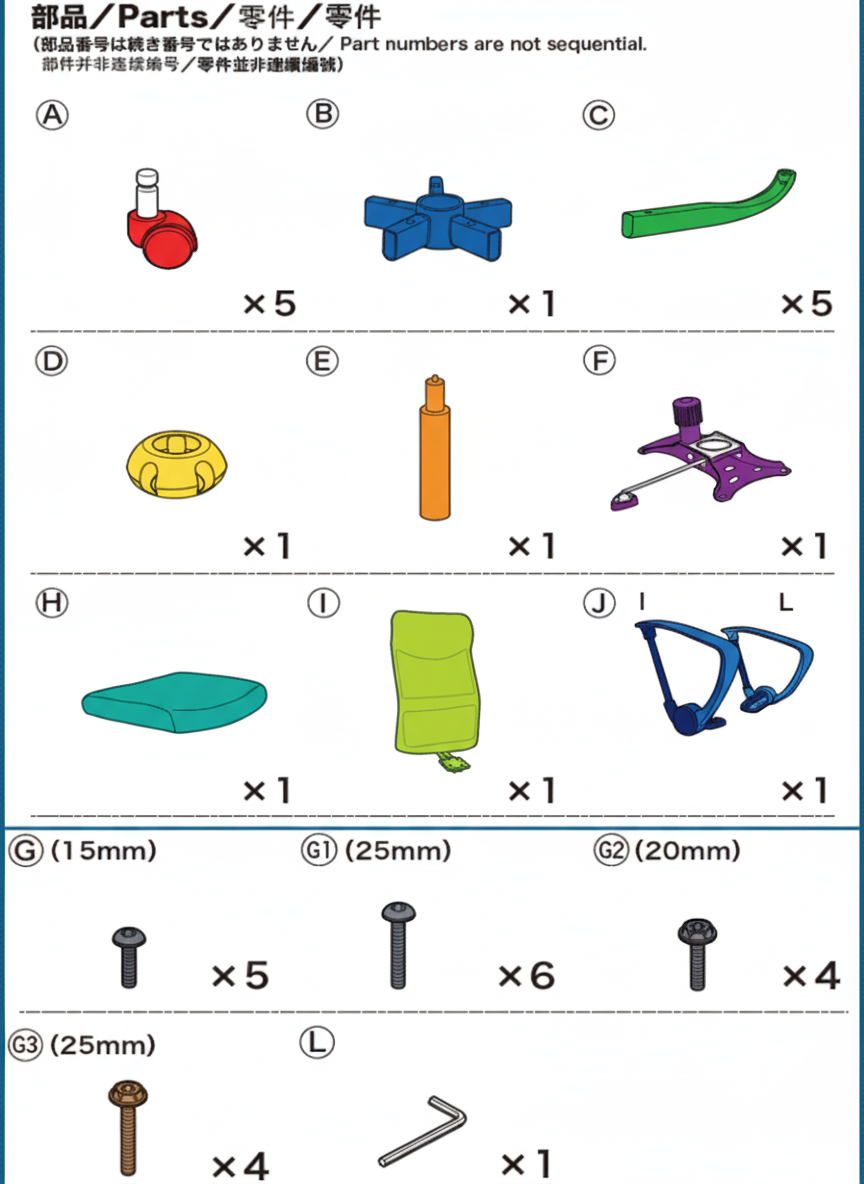 部品／Parts／零件／零件
（部品番号は続き番号ではありません／ Part numbers are not sequential.
部件并非连续编号／零件並非連續編號）
Ⓐ Ⓑ Ⓒ
×5 ×1 ×5
Ⓓ Ⓔ Ⓕ
×1 ×1 ×1
Ⓗ Ⓘ Ⓙ I L
×1 ×1 ×1
Ⓖ (15mm) G1 (25mm) G2 (20mm)
×5 ×6 ×4
G3 (25mm) Ⓛ
×4 ×1